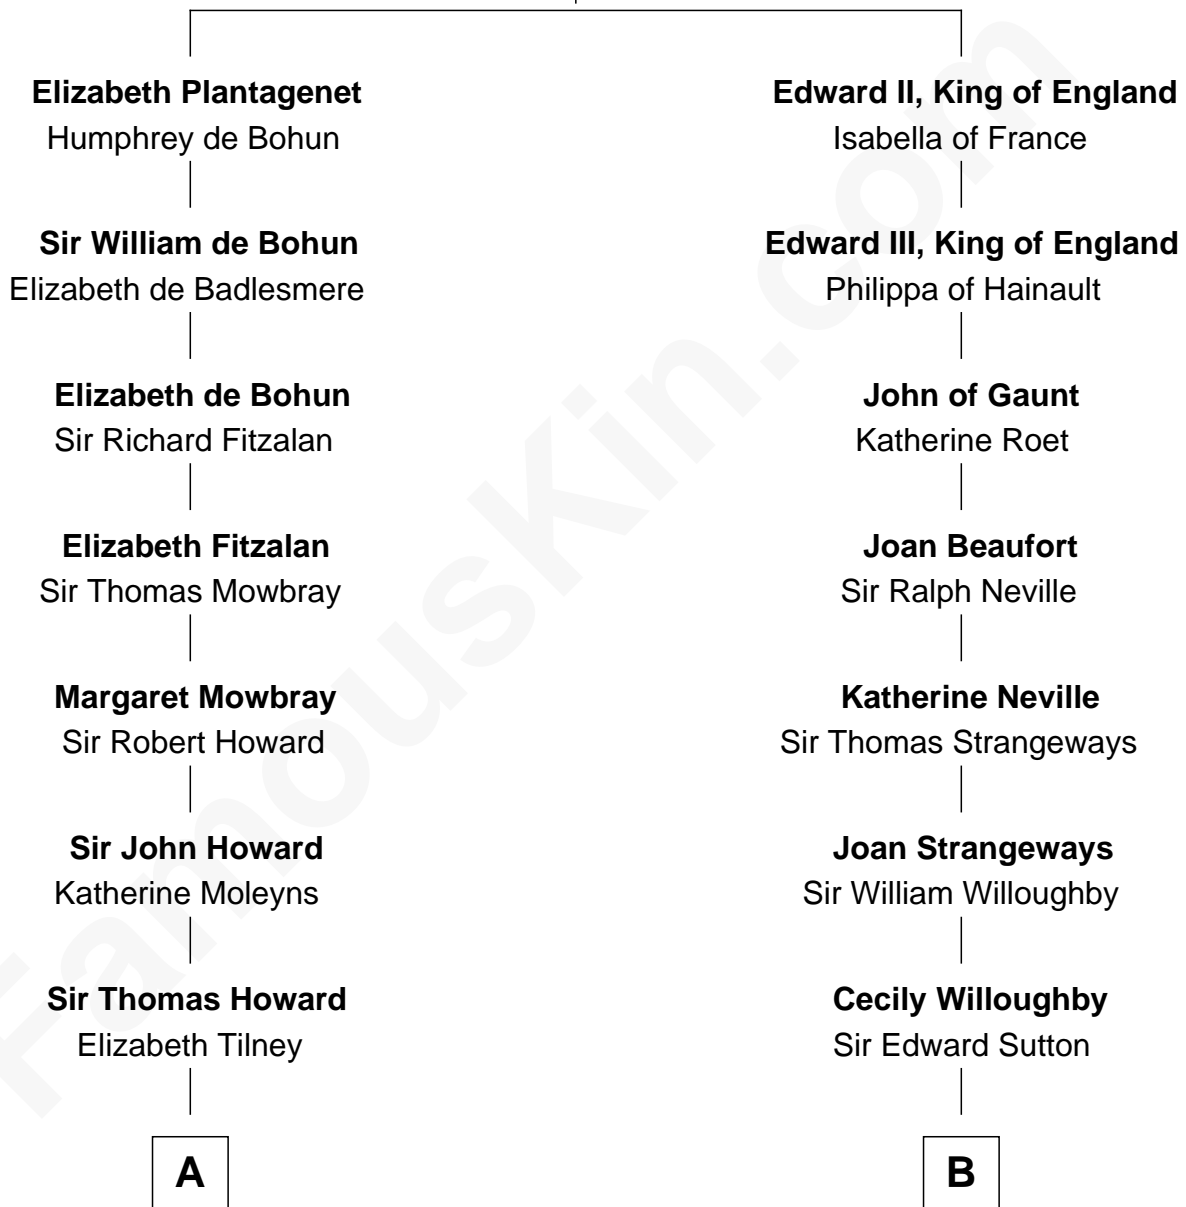 Elizabeth Plantagenet
Humphrey de Bohun
Sir William de Bohun
Elizabeth de Badlesmere
Elizabeth de Bohun
Sir Richard Fitzalan
Elizabeth Fitzalan
Sir Thomas Mowbray
Margaret Mowbray
Sir Robert Howard
Sir John Howard
Katherine Moleyns
Sir Thomas Howard
Elizabeth Tilney
A
Edward II, King of England
Isabella of France
Edward III, King of England
Philippa of Hainault
John of Gaunt
Katherine Roet
Joan Beaufort
Sir Ralph Neville
Katherine Neville
Sir Thomas Strangeways
Joan Strangeways
Sir William Willoughby
Cecily Willoughby
Sir Edward Sutton
B
FamousKin.com